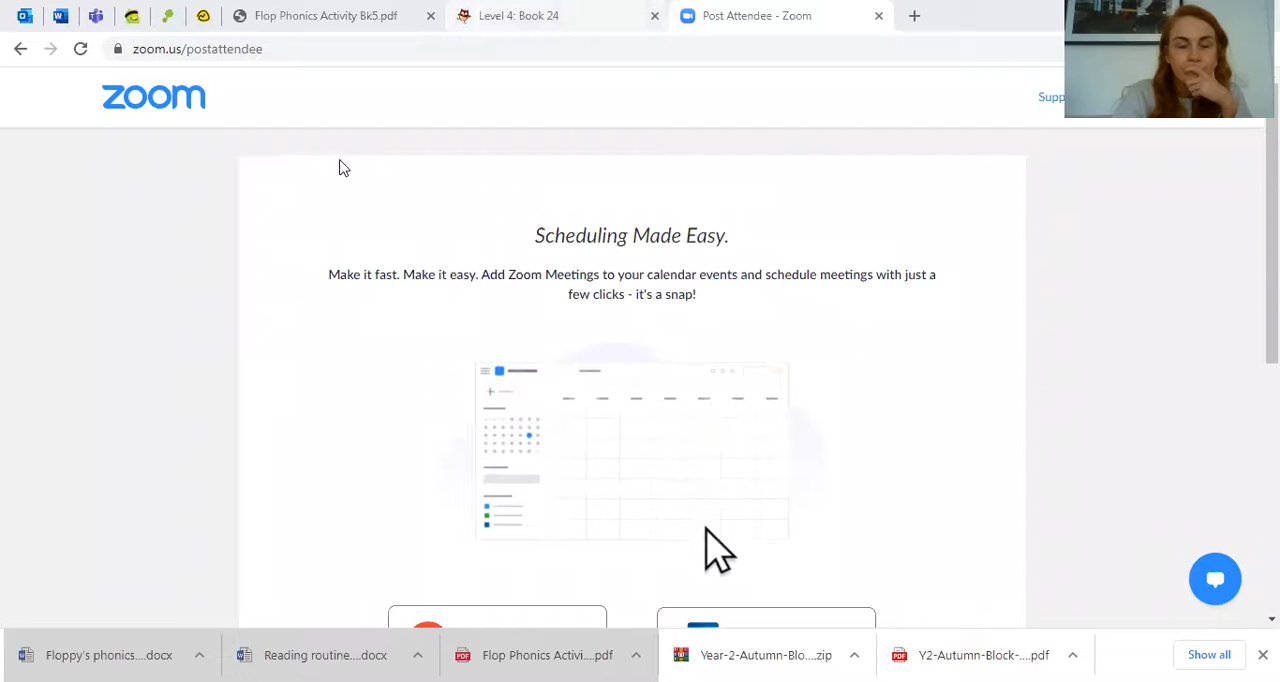 Flop Phonics Activity Bk5.pdf
Level 4: Book 24
Post Attendee - Zoom
zoom.us/postattendee
zoom
Supp
Scheduling Made Easy.
Make it fast. Make it easy. Add Zoom Meetings to your calendar events and schedule meetings with just a
few clicks - it's a snap!
Floppy's phonics....docx
Reading routine....docx
Flop Phonics Activi....pdf
Year-2-Autumn-Blo....zip
Y2-Autumn-Block-....pdf
Show all